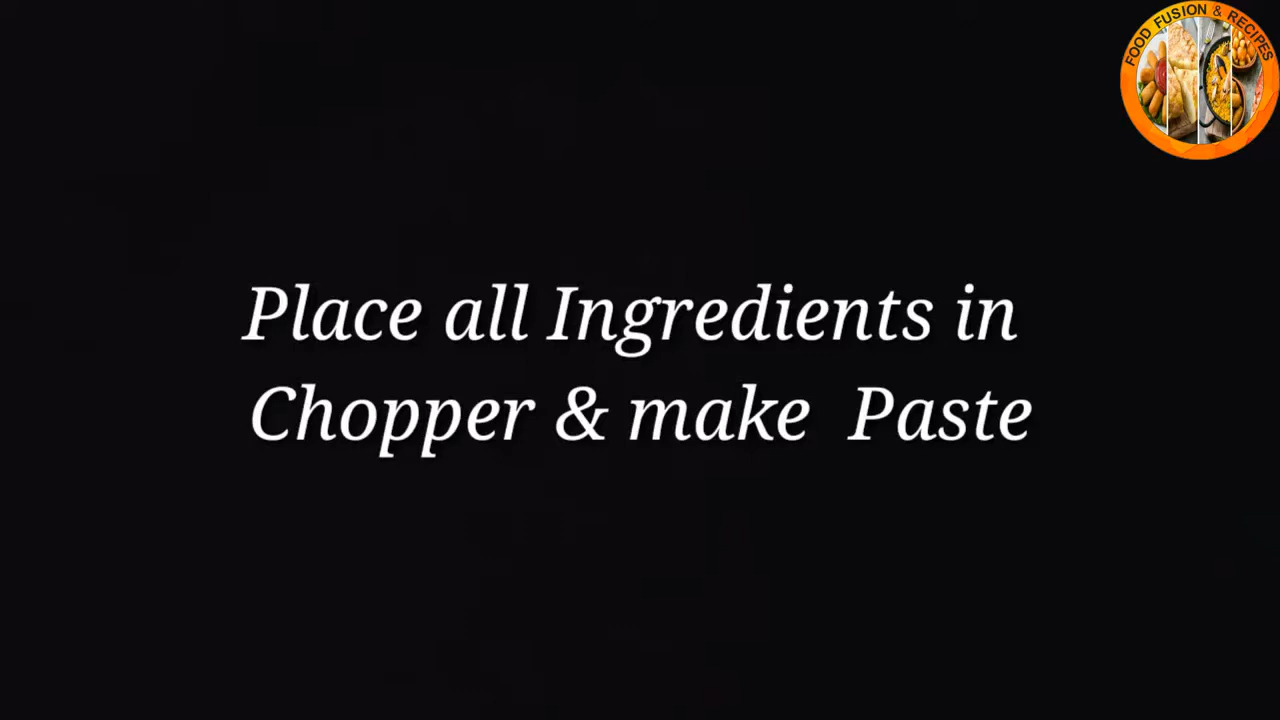 FOOD FUSION & RECIPES
Place all Ingredients in
Chopper & make  Paste